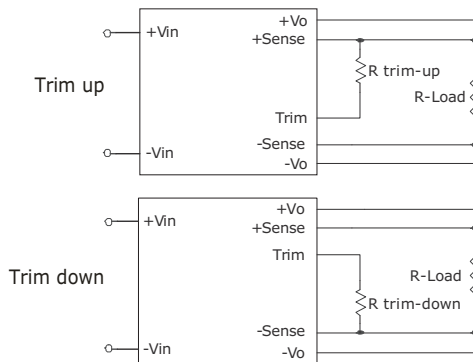 +Vo
+Vin
+Sense
R trim-up
Trim up
R-Load
Trim
-Sense
-Vin
-Vo
+Vo
+Vin
+Sense
Trim
Trim down
R-Load
R trim-down
-Sense
-Vin
-Vo